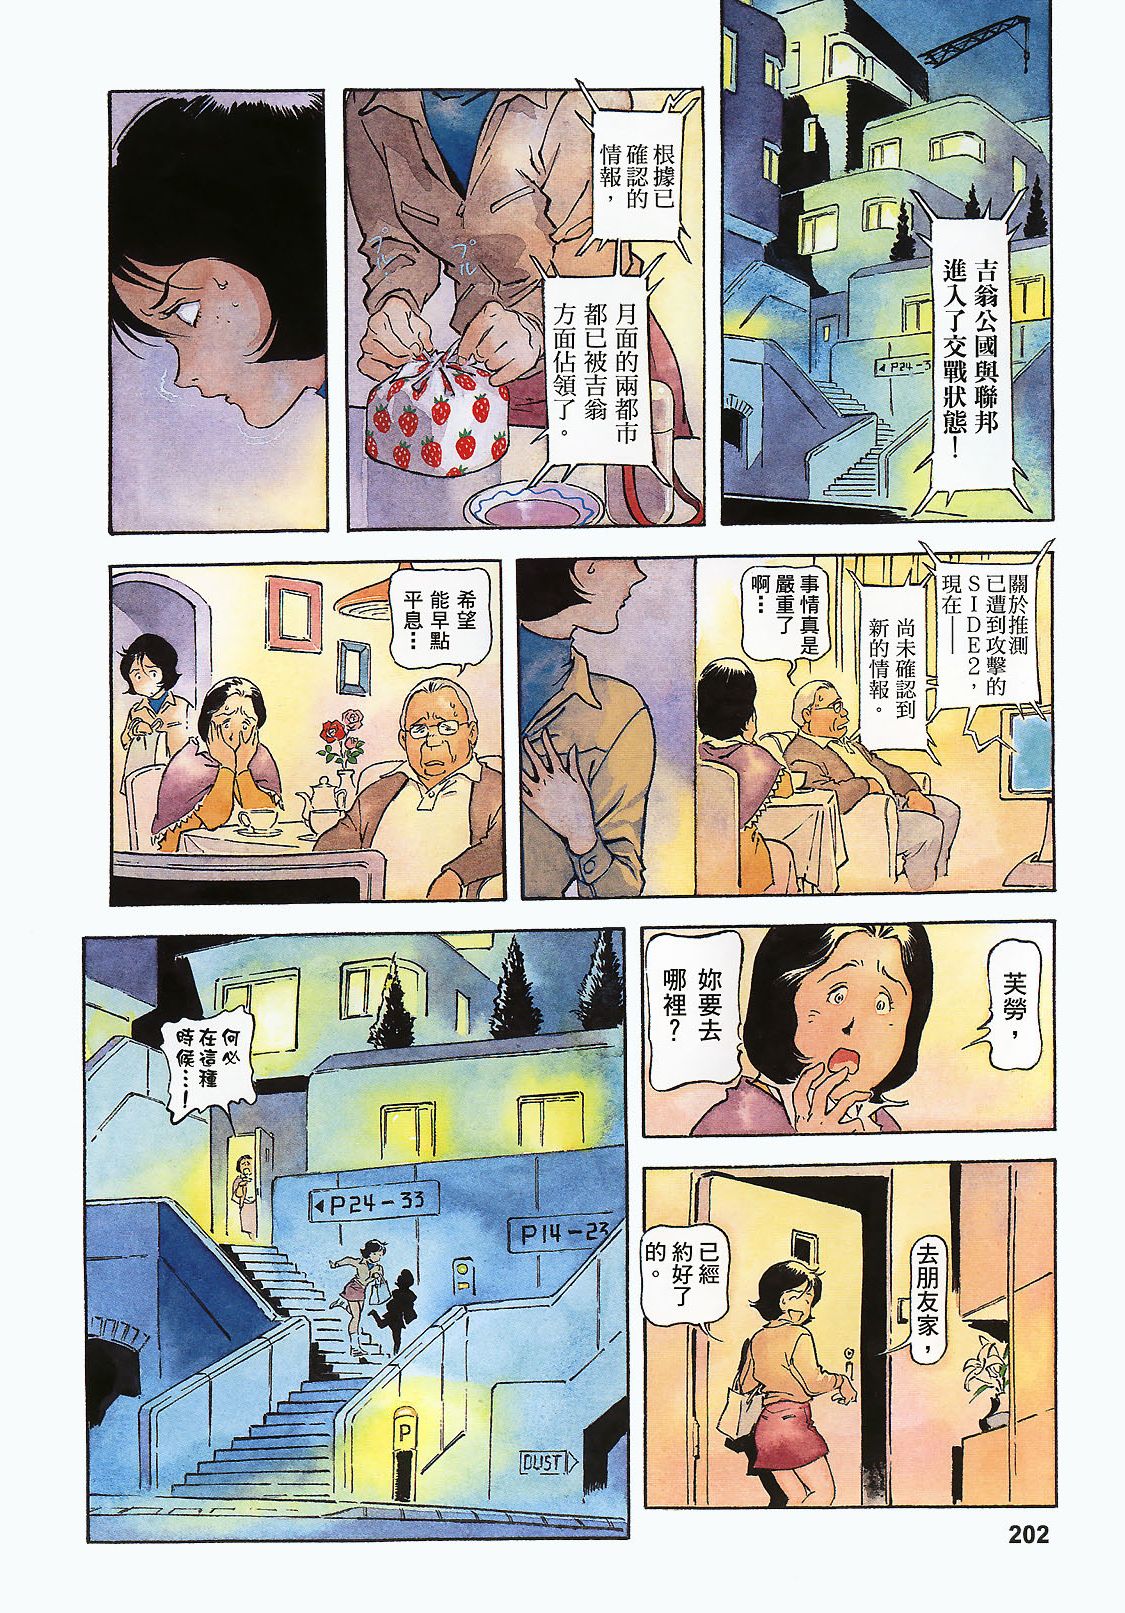 吉翁公國與聯邦
進入了交戰狀態！
◀P24-3
根據已
確認的
情報，
月面的兩都市
都已被吉翁
方面佔領了。
プル
プル
關於推測
已遭到攻擊的
SIDE2，
現在——
尚未確認到
新的情報。
事情真是
嚴重了
啊…
希望
能早點
平息…
芙勞，
妳要去
哪裡？
去朋友家，
已經
約好了
的。
何必
在這種
時候…！
◀P24-33
P14-23
P
DUST
202